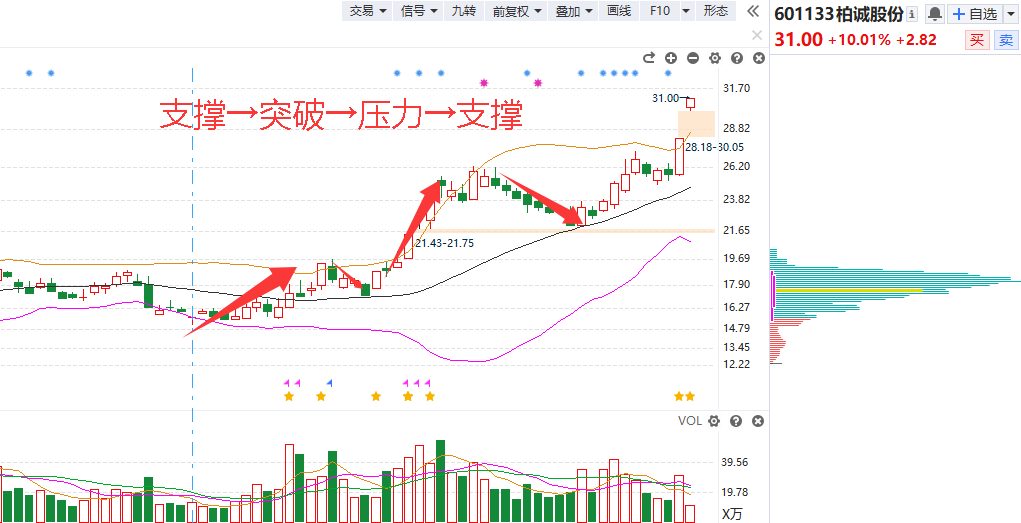 交易 信号 九转 前复权 叠加 画线 F10 形态
601133柏诚股份 自选
31.00 +10.01% +2.82 买 卖
支撑→突破→压力→支撑
31.00
31.70
28.82
28.18-30.05
26.20
23.82
21.65
21.43-21.75
19.69
17.90
16.27
14.79
13.45
12.22
VOL
39.56
19.78
X万